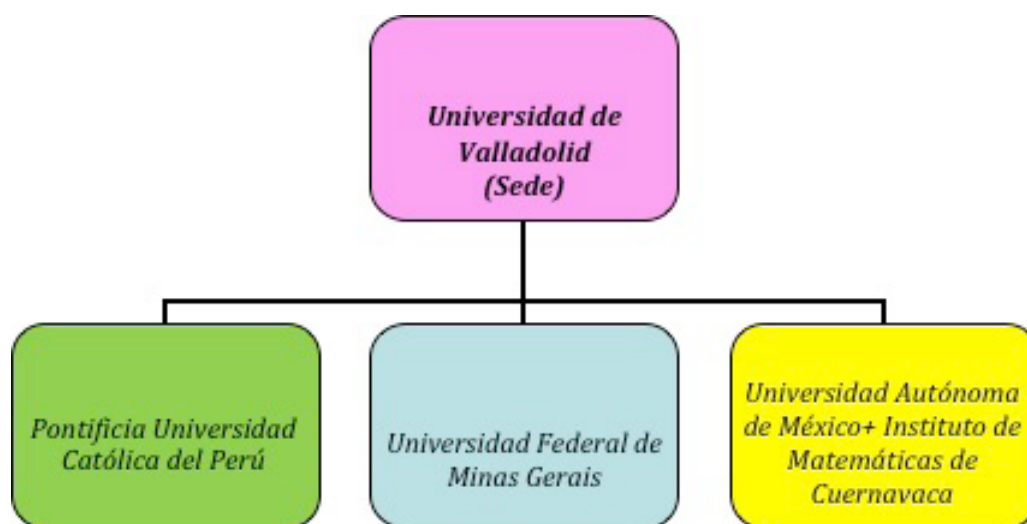 Universidad de
Valladolid
(Sede)
Pontificia Universidad
Católica del Perú
Universidad Federal de
Minas Gerais
Universidad Autónoma
de México+ Instituto de
Matemáticas de
Cuernavaca